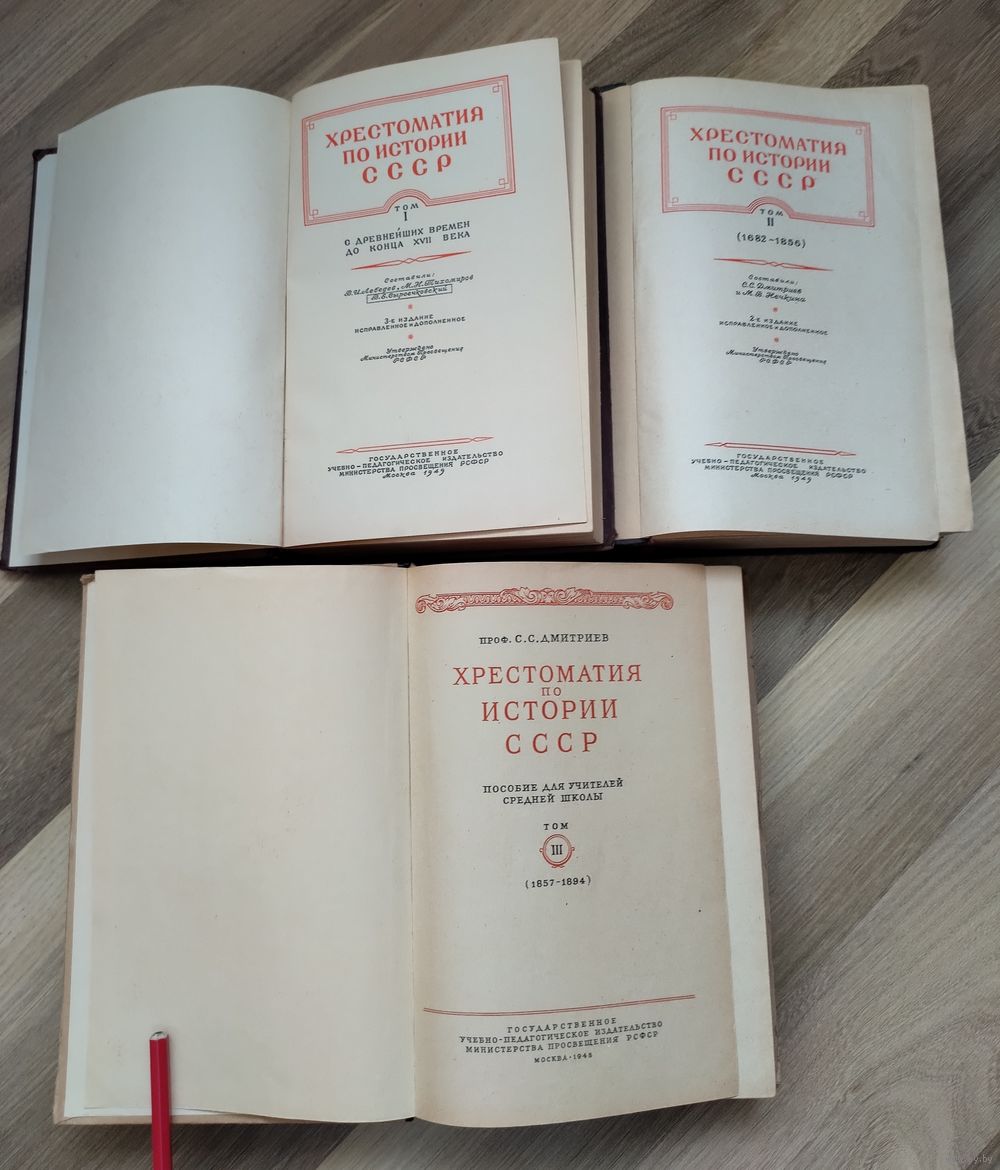 ХРЕСТОМАТИЯ
ПО ИСТОРИИ
СССР
ТОМ
I
С ДРЕВНЕЙШИХ ВРЕМЕН
ДО КОНЦА XVII ВЕКА
Составили:
В.И.Лебедев, М.Н.Тихомиров
В.Е.Сыроечковский
3-е ИЗДАНИЕ
ИСПРАВЛЕННОЕ И ДОПОЛНЕННОЕ
Утверждено
Министерством Просвещения
РСФСР
ГОСУДАРСТВЕННОЕ
УЧЕБНО-ПЕДАГОГИЧЕСКОЕ ИЗДАТЕЛЬСТВО
МИНИСТЕРСТВА ПРОСВЕЩЕНИЯ РСФСР
Москва 1949
ХРЕСТОМАТИЯ
ПО ИСТОРИИ
СССР
ТОМ
II
(1682-1856)
Составили:
С.С.Дмитриев
и М.В.Нечкина
2-е ИЗДАНИЕ
ИСПРАВЛЕННОЕ И ДОПОЛНЕННОЕ
Утверждено
Министерством Просвещения
РСФСР
ГОСУДАРСТВЕННОЕ
УЧЕБНО-ПЕДАГОГИЧЕСКОЕ ИЗДАТЕЛЬСТВО
МИНИСТЕРСТВА ПРОСВЕЩЕНИЯ РСФСР
Москва 1949
ПРОФ. С.С.ДМИТРИЕВ
ХРЕСТОМАТИЯ
ПО
ИСТОРИИ
СССР
ПОСОБИЕ ДЛЯ УЧИТЕЛЕЙ
СРЕДНЕЙ ШКОЛЫ
ТОМ
III
(1857-1894)
ГОСУДАРСТВЕННОЕ
УЧЕБНО-ПЕДАГОГИЧЕСКОЕ ИЗДАТЕЛЬСТВО
МИНИСТЕРСТВА ПРОСВЕЩЕНИЯ РСФСР
МОСКВА·1948